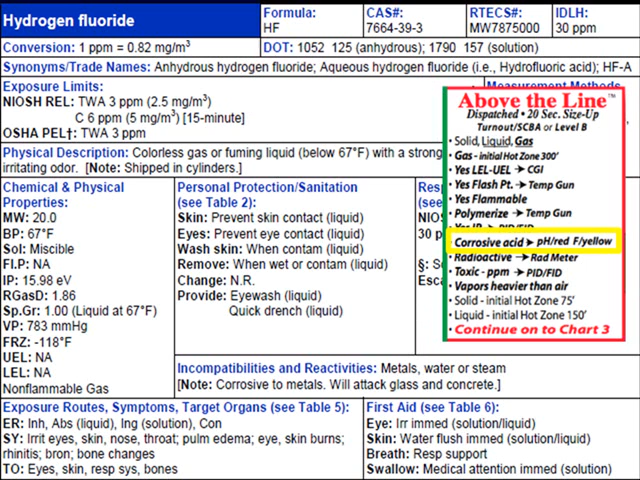 Hydrogen fluoride
Formula:
HF
CAS#:
7664-39-3
RTECS#:
MW7875000
IDLH:
30 ppm
Conversion: 1 ppm = 0.82 mg/m³
DOT: 1052 125 (anhydrous); 1790 157 (solution)
Synonyms/Trade Names: Anhydrous hydrogen fluoride; Aqueous hydrogen fluoride (i.e., Hydrofluoric acid); HF-A
Exposure Limits:
NIOSH REL: TWA 3 ppm (2.5 mg/m³)
C 6 ppm (5 mg/m³) [15-minute]
OSHA PEL†: TWA 3 ppm
Measurement Methods
Physical Description: Colorless gas or fuming liquid (below 67°F) with a strong
irritating odor. [Note: Shipped in cylinders.]
Chemical & Physical
Properties:
MW: 20.0
BP: 67°F
Sol: Miscible
Fl.P: NA
IP: 15.98 eV
RGasD: 1.86
Sp.Gr: 1.00 (Liquid at 67°F)
VP: 783 mmHg
FRZ: -118°F
UEL: NA
LEL: NA
Nonflammable Gas
Personal Protection/Sanitation
(see Table 2):
Skin: Prevent skin contact (liquid)
Eyes: Prevent eye contact (liquid)
Wash skin: When contam (liquid)
Remove: When wet or contam (liquid)
Change: N.R.
Provide: Eyewash (liquid)
Quick drench (liquid)
Resp
NIOS
30 p
§: Sc
Esca
Above the Line™
Dispatched • 20 Sec. Size-Up
Turnout/SCBA or Level B
• Solid, Liquid, Gas
• Gas - initial Hot Zone 300'
• Yes LEL-UEL ➔ CGI
• Yes Flash Pt. ➔ Temp Gun
• Yes Flammable
• Polymerize ➔ Temp Gun
• Yes IP ➔ PID/FID
• Corrosive acid ➔ pH/red F/yellow
• Radioactive ➔ Rad Meter
• Toxic - ppm ➔ PID/FID
• Vapors heavier than air
• Solid - initial Hot Zone 75'
• Liquid - initial Hot Zone 150'
• Continue on to Chart 3
Incompatibilities and Reactivities: Metals, water or steam
[Note: Corrosive to metals. Will attack glass and concrete.]
Exposure Routes, Symptoms, Target Organs (see Table 5):
ER: Inh, Abs (liquid), Ing (solution), Con
SY: Irrit eyes, skin, nose, throat; pulm edema; eye, skin burns;
rhinitis; bron; bone changes
TO: Eyes, skin, resp sys, bones
First Aid (see Table 6):
Eye: Irr immed (solution/liquid)
Skin: Water flush immed (solution/liquid)
Breath: Resp support
Swallow: Medical attention immed (solution)